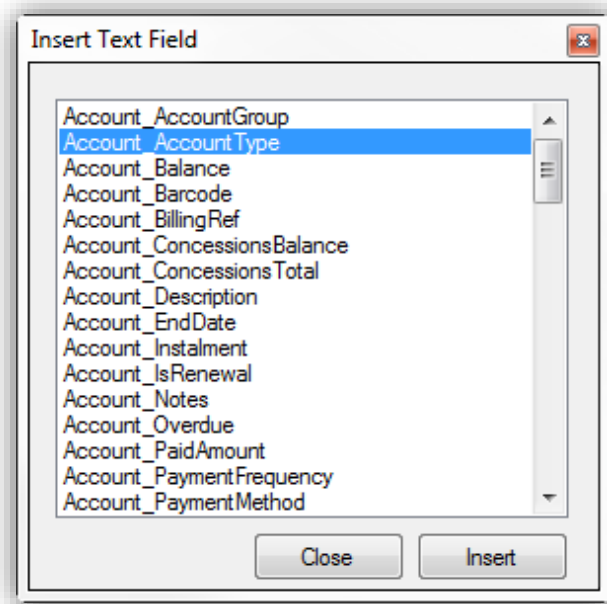 Insert Text Field
Account_AccountGroup
Account_AccountType
Account_Balance
Account_Barcode
Account_BillingRef
Account_ConcessionsBalance
Account_ConcessionsTotal
Account_Description
Account_EndDate
Account_Instalment
Account_IsRenewal
Account_Notes
Account_Overdue
Account_PaidAmount
Account_PaymentFrequency
Account_PaymentMethod
Close Insert